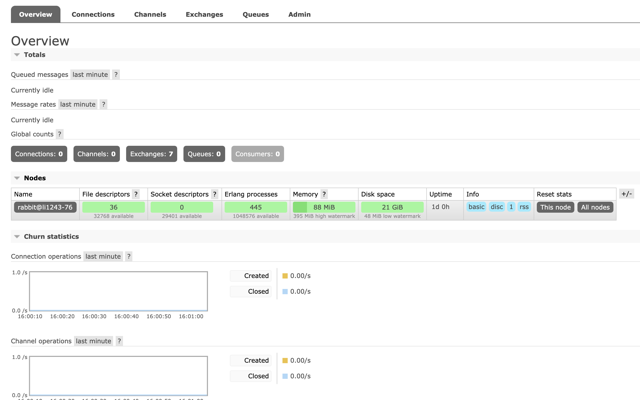 Overview Connections Channels Exchanges Queues Admin
Overview
Totals
Queued messages last minute ?
Currently idle
Message rates last minute ?
Currently idle
Global counts ?
Connections: 0 Channels: 0 Exchanges: 7 Queues: 0 Consumers: 0
Nodes
Name File descriptors ? Socket descriptors ? Erlang processes Memory ? Disk space Uptime Info Reset stats +/-
rabbit@li1243-76 36 0 445 88 MiB 21 GiB 1d 0h basic disc 1 rss This node All nodes
32768 available 29401 available 1048576 available 395 MiB high watermark 48 MiB low watermark
Churn statistics
Connection operations last minute ?
1.0 /s
0.0 /s
16:00:10 16:00:20 16:00:30 16:00:40 16:00:50 16:01:00
Created 0.00/s
Closed 0.00/s
Channel operations last minute ?
1.0 /s
0.0 /s
Created 0.00/s
Closed 0.00/s